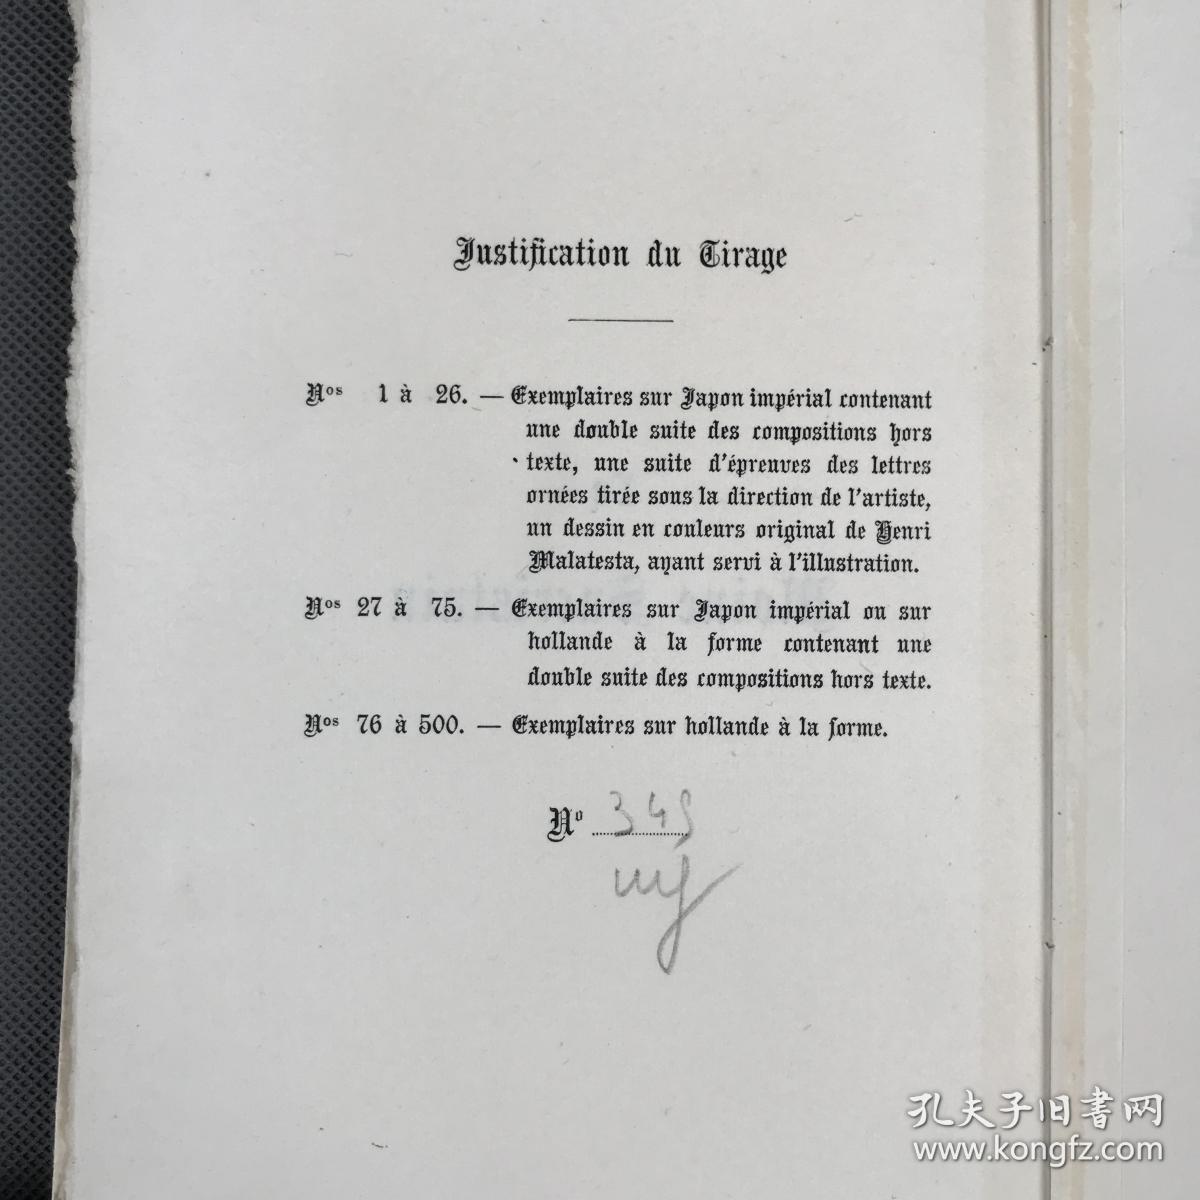 Justification du Tirage
Nos 1 à 26. — Exemplaires sur Japon impérial contenant
une double suite des compositions hors
texte, une suite d'épreuves des lettres
ornées tirée sous la direction de l'artiste,
un dessin en couleurs original de Henri
Malatesta, ayant servi à l'illustration.
Nos 27 à 75. — Exemplaires sur Japon impérial ou sur
hollande à la forme contenant une
double suite des compositions hors texte.
Nos 76 à 500. — Exemplaires sur hollande à la forme.
No 349
孔夫子旧书网
www.kongfz.com